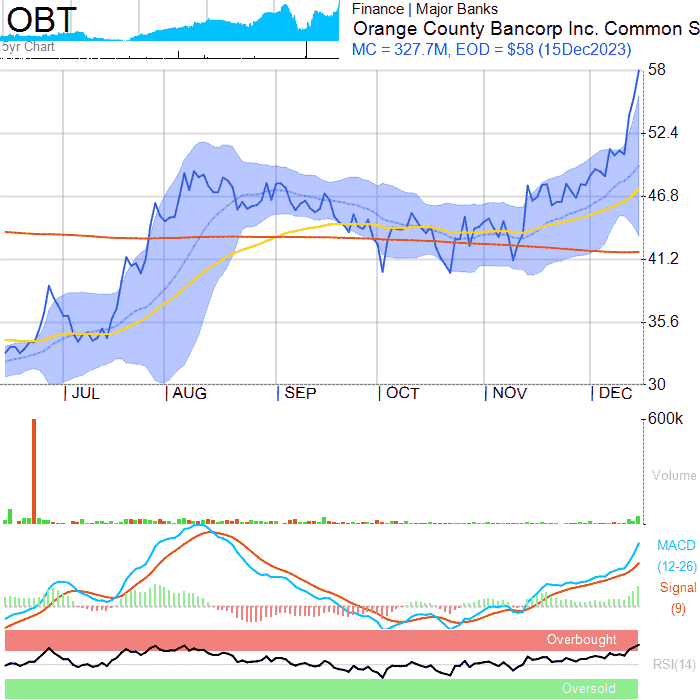 OBT
5yr Chart
Finance | Major Banks
Orange County Bancorp Inc. Common S
MC = 327.7M, EOD = $58 (15Dec2023)
58
52.4
46.8
41.2
35.6
30
JUL
AUG
SEP
OCT
NOV
DEC
600k
Volume
MACD
(12-26)
Signal
(9)
Overbought
RSI(14)
Oversold